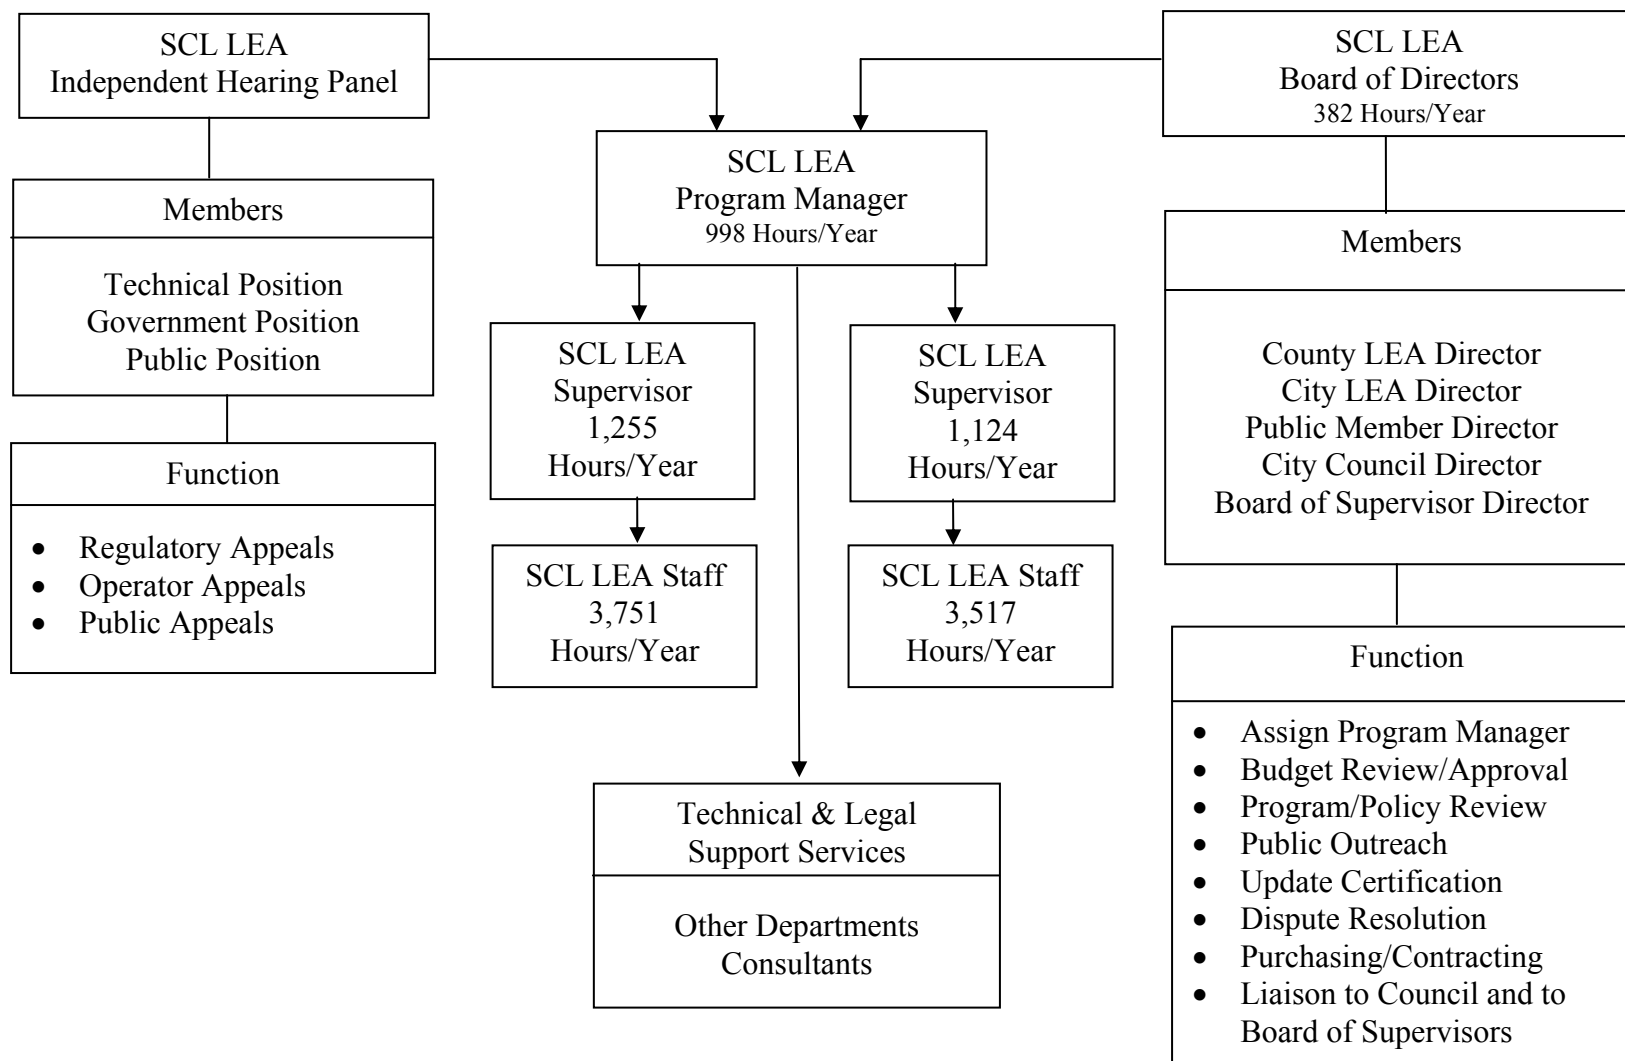 SCL LEA
Independent Hearing Panel
SCL LEA
Board of Directors
382 Hours/Year
SCL LEA
Program Manager
998 Hours/Year
Members
Technical Position
Government Position
Public Position
Members
County LEA Director
City LEA Director
Public Member Director
City Council Director
Board of Supervisor Director
SCL LEA
Supervisor
1,255
Hours/Year
SCL LEA
Supervisor
1,124
Hours/Year
Function
• Regulatory Appeals
• Operator Appeals
• Public Appeals
SCL LEA Staff
3,751
Hours/Year
SCL LEA Staff
3,517
Hours/Year
Function
• Assign Program Manager
• Budget Review/Approval
• Program/Policy Review
• Public Outreach
• Update Certification
• Dispute Resolution
• Purchasing/Contracting
• Liaison to Council and to
Board of Supervisors
Technical & Legal
Support Services
Other Departments
Consultants